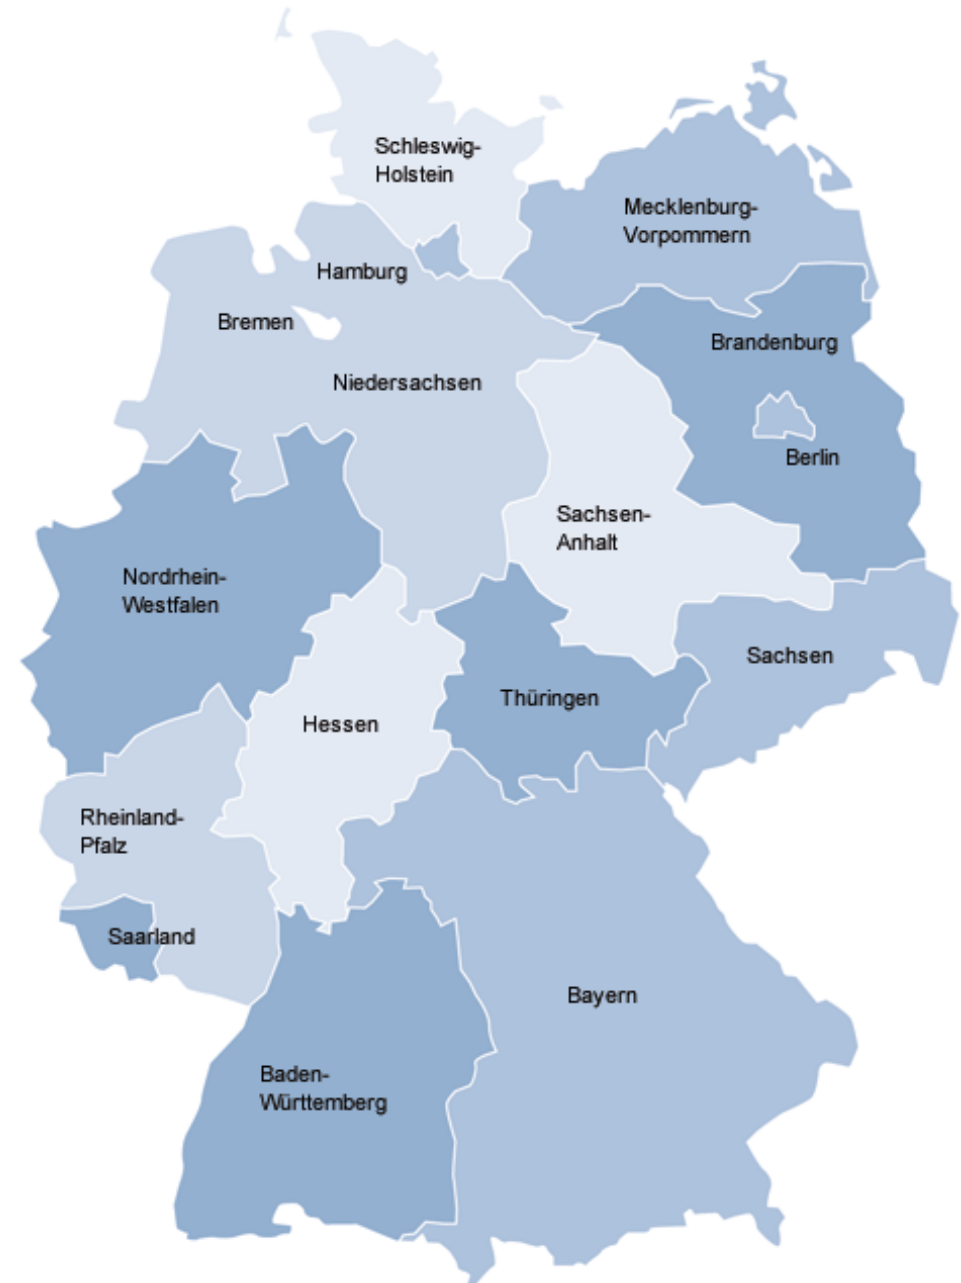 Schleswig-
Holstein
Mecklenburg-
Vorpommern
Hamburg
Bremen
Brandenburg
Niedersachsen
Berlin
Sachsen-
Anhalt
Nordrhein-
Westfalen
Sachsen
Thüringen
Hessen
Rheinland-
Pfalz
Saarland
Bayern
Baden-
Württemberg